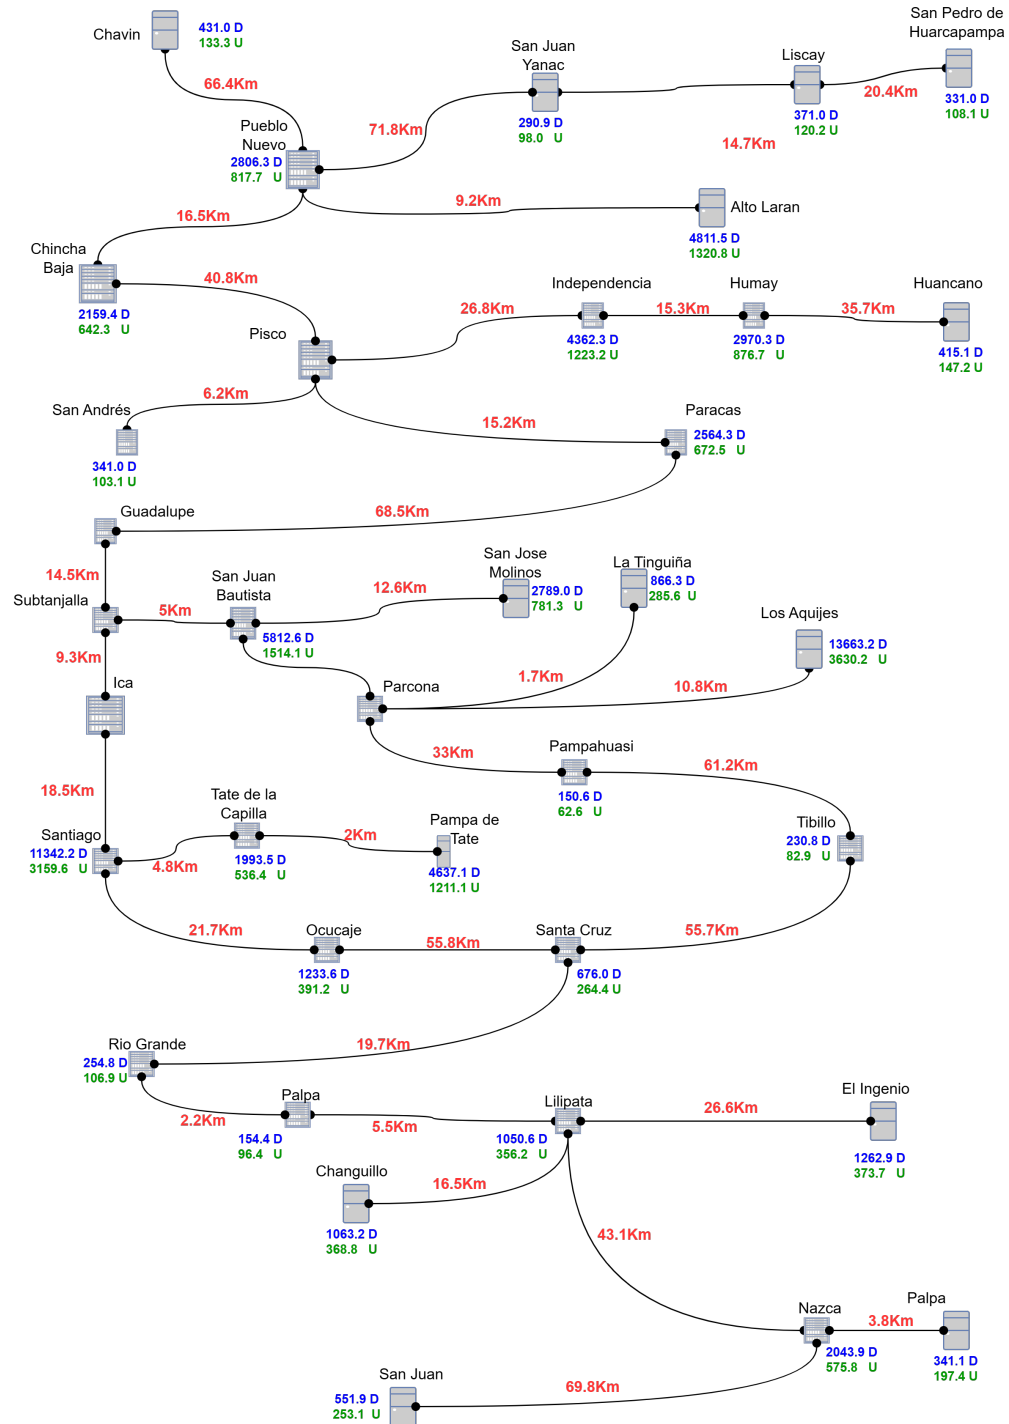 Chavin
431.0 D
133.3 U
66.4Km
San Juan
Yanac
290.9 D
98.0 U
Liscay
371.0 D
120.2 U
14.7Km
20.4Km
San Pedro de
Huarcapampa
331.0 D
108.1 U
Pueblo
Nuevo
2806.3 D
817.7 U
71.8Km
9.2Km
Alto Laran
4811.5 D
1320.8 U
16.5Km
Chincha
Baja
2159.4 D
642.3 U
40.8Km
Pisco
26.8Km
Independencia
4362.3 D
1223.2 U
15.3Km
Humay
2970.3 D
876.7 U
35.7Km
Huancano
415.1 D
147.2 U
6.2Km
San Andrés
341.0 D
103.1 U
15.2Km
Paracas
2564.3 D
672.5 U
68.5Km
Guadalupe
14.5Km
Subtanjalla
5Km
San Juan
Bautista
5812.6 D
1514.1 U
12.6Km
San Jose
Molinos
2789.0 D
781.3 U
La Tinguiña
866.3 D
285.6 U
Los Aquijes
13663.2 D
3630.2 U
9.3Km
Ica
Parcona
1.7Km
10.8Km
33Km
Pampahuasi
150.6 D
62.6 U
61.2Km
Tibillo
230.8 D
82.9 U
18.5Km
Santiago
11342.2 D
3159.6 U
4.8Km
Tate de la
Capilla
1993.5 D
536.4 U
2Km
Pampa de
Tate
4637.1 D
1211.1 U
21.7Km
Ocucaje
1233.6 D
391.2 U
55.8Km
Santa Cruz
676.0 D
264.4 U
55.7Km
19.7Km
Rio Grande
254.8 D
106.9 U
2.2Km
Palpa
154.4 D
96.4 U
5.5Km
Lilipata
1050.6 D
356.2 U
26.6Km
El Ingenio
1262.9 D
373.7 U
Changuillo
1063.2 D
368.8 U
16.5Km
43.1Km
Nazca
2043.9 D
575.8 U
3.8Km
Palpa
341.1 D
197.4 U
San Juan
551.9 D
253.1 U
69.8Km